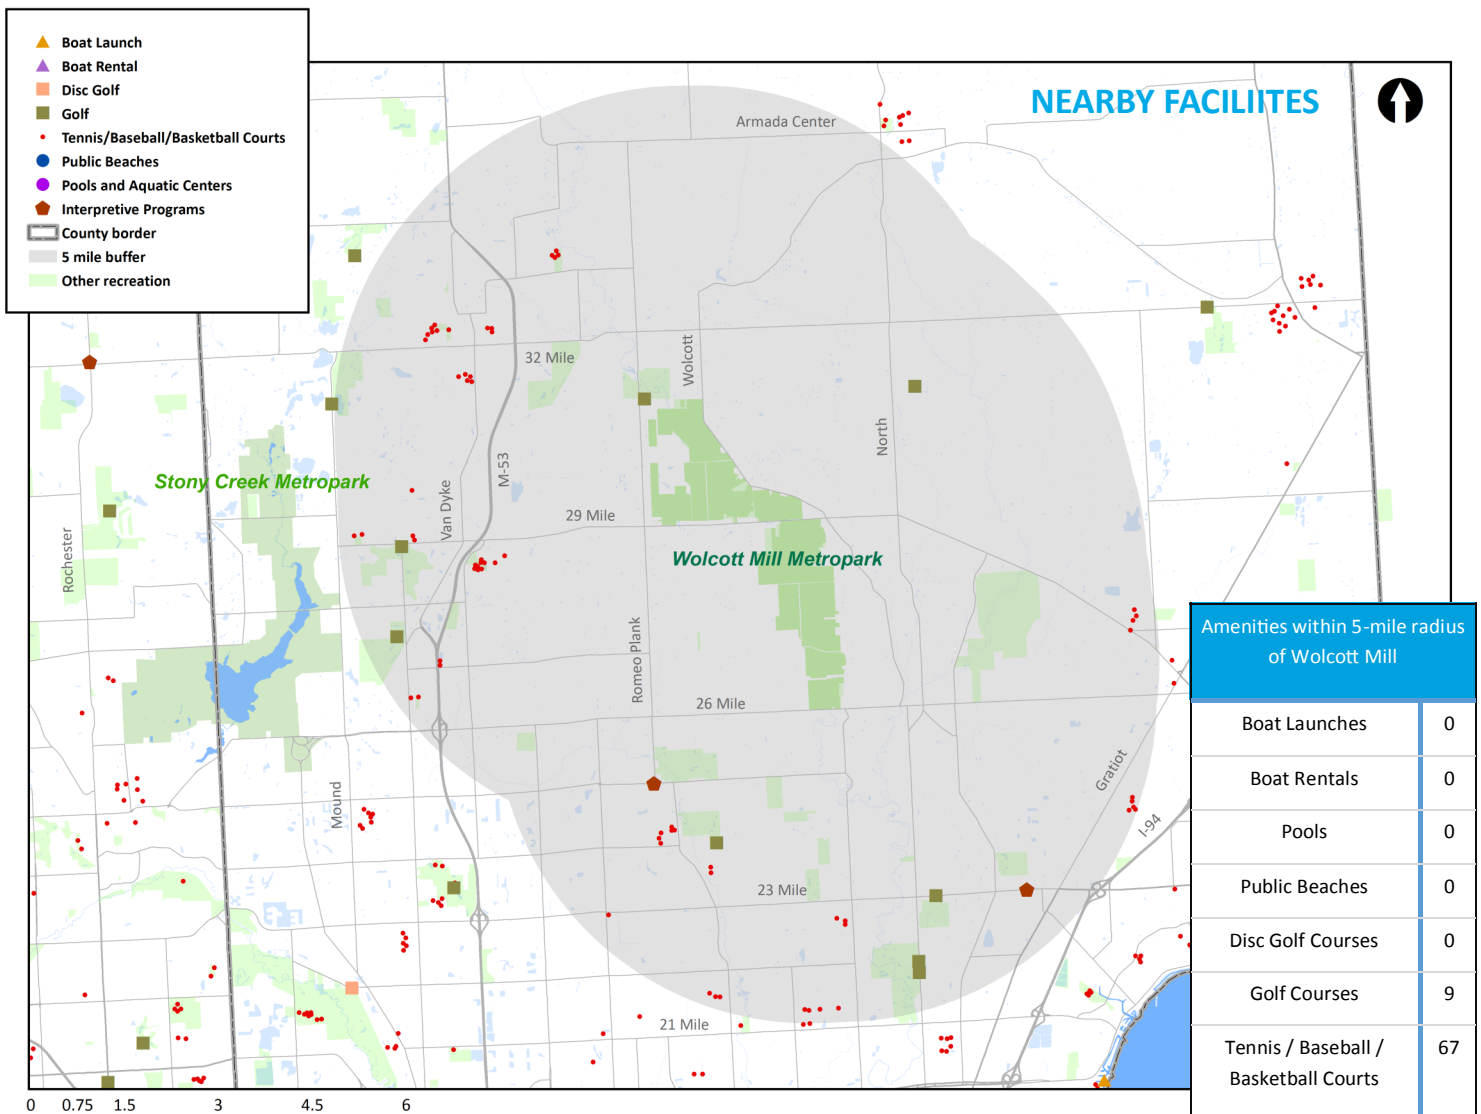 Boat Launch
Boat Rental
Disc Golf
Golf
Tennis/Baseball/Basketball Courts
Public Beaches
Pools and Aquatic Centers
Interpretive Programs
County border
5 mile buffer
Other recreation
NEARBY FACILIITES
Armada Center
32 Mile
Wolcott
North
M-53
Van Dyke
Stony Creek Metropark
29 Mile
Rochester
Wolcott Mill Metropark
Romeo Plank
26 Mile
Mound
Gratiot
I-94
23 Mile
21 Mile
Amenities within 5-mile radius
of Wolcott Mill
Boat Launches 0
Boat Rentals 0
Pools 0
Public Beaches 0
Disc Golf Courses 0
Golf Courses 9
Tennis / Baseball / 67
Basketball Courts
0 0.75 1.5 3 4.5 6